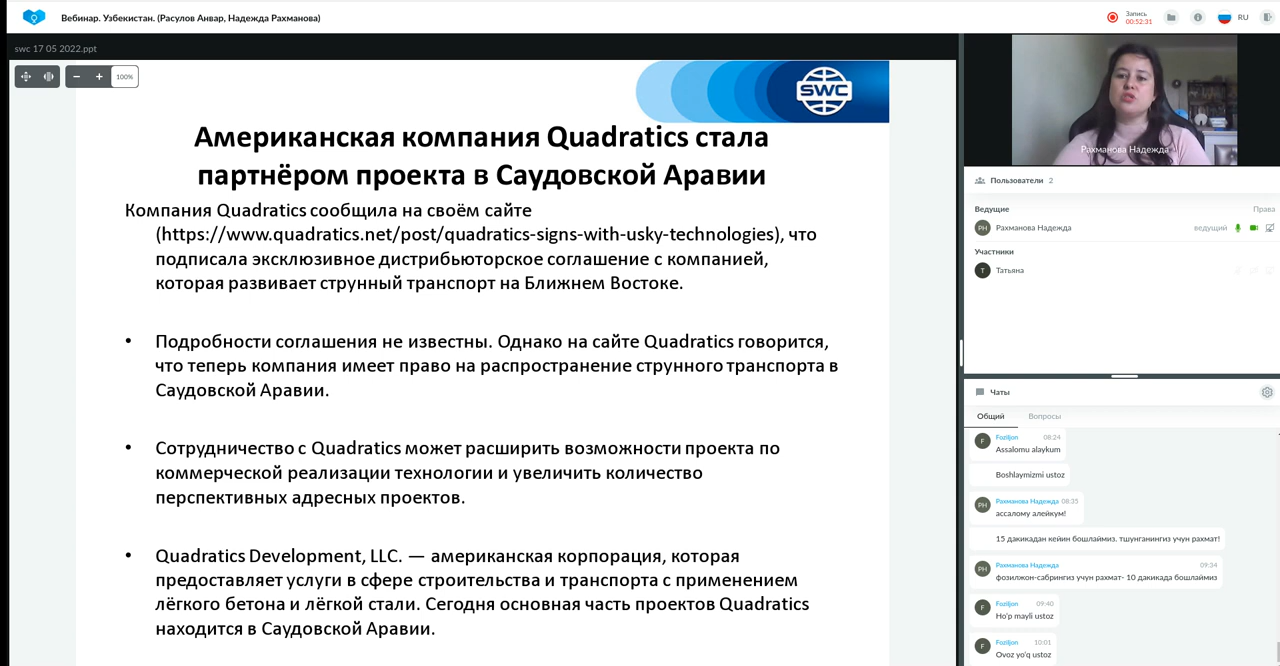 Вебинар. Узбекистан. (Расулов Анвар, Надежда Рахманова)
Запись
00:52:31
RU
swc 17 05 2022.ppt
100%
SWC
Американская компания Quadratics стала
партнёром проекта в Саудовской Аравии
Компания Quadratics сообщила на своём сайте
(https://www.quadratics.net/post/quadratics-signs-with-usky-technologies), что
подписала эксклюзивное дистрибьюторское соглашение с компанией,
которая развивает струнный транспорт на Ближнем Востоке.
• Подробности соглашения не известны. Однако на сайте Quadratics говорится,
что теперь компания имеет право на распространение струнного транспорта в
Саудовской Аравии.
• Сотрудничество с Quadratics может расширить возможности проекта по
коммерческой реализации технологии и увеличить количество
перспективных адресных проектов.
• Quadratics Development, LLC. — американская корпорация, которая
предоставляет услуги в сфере строительства и транспорта с применением
лёгкого бетона и лёгкой стали. Сегодня основная часть проектов Quadratics
находится в Саудовской Аравии.
Рахманова Надежда
Пользователи 2
Ведущие Права
РН Рахманова Надежда ведущий
Участники
Т Татьяна
Чаты
Общий Вопросы
F Foziljon 08:24
Assalomu alaykum
Boshlaymizmi ustoz
РН Рахманова Надежда 08:35
ассалому алейкум!
15 дакикадан кейин бошлаймиз. тшунганингиз учун рахмат!
РН Рахманова Надежда 09:34
фозилжон-сабрингиз учун рахмат- 10 дакикада бошлаймиз
F Foziljon 09:40
Ho'p mayli ustoz
F Foziljon 10:01
Ovoz yo'q ustoz